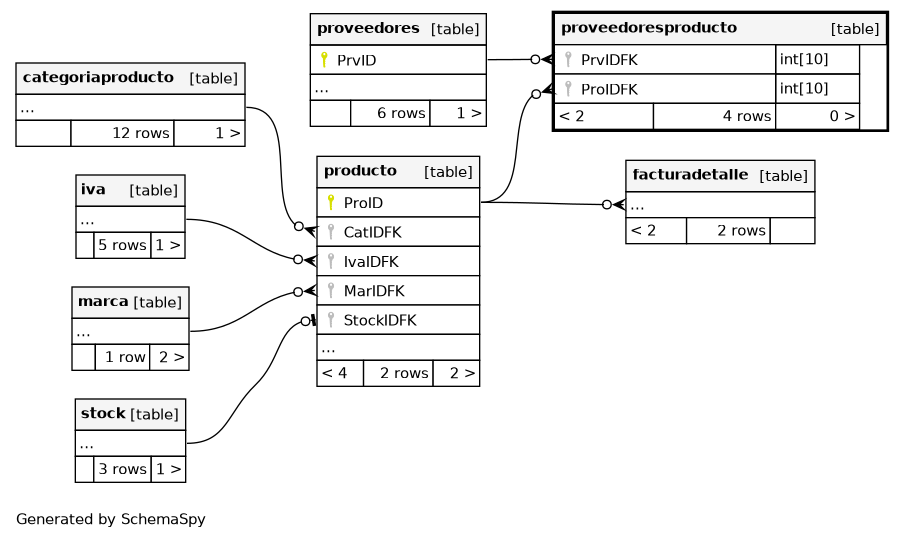 proveedores [table]
PrvID
...
6 rows 1 >
proveedoresproducto [table]
PrvIDFK int[10]
ProIDFK int[10]
< 2 4 rows 0 >
categoriaproducto [table]
...
12 rows 1 >
producto [table]
ProID
CatIDFK
IvaIDFK
MarIDFK
StockIDFK
...
< 4 2 rows 2 >
facturadetalle [table]
...
< 2 2 rows
iva [table]
...
5 rows 1 >
marca [table]
...
1 row 2 >
stock [table]
...
3 rows 1 >
Generated by SchemaSpy